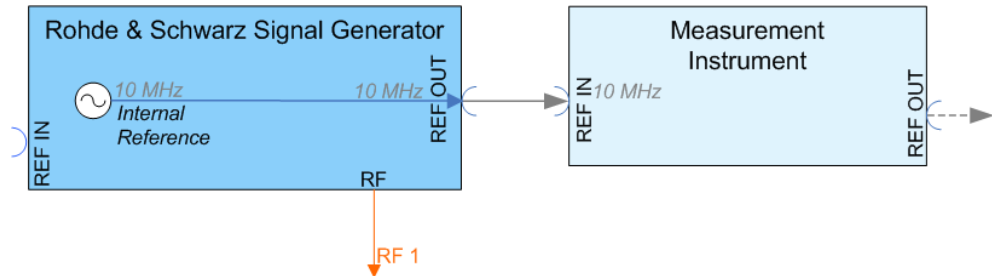 Rohde & Schwarz Signal Generator
10 MHz
Internal
Reference
10 MHz
REF OUT
REF IN
RF
RF 1
Measurement
Instrument
REF IN
10 MHz
REF OUT